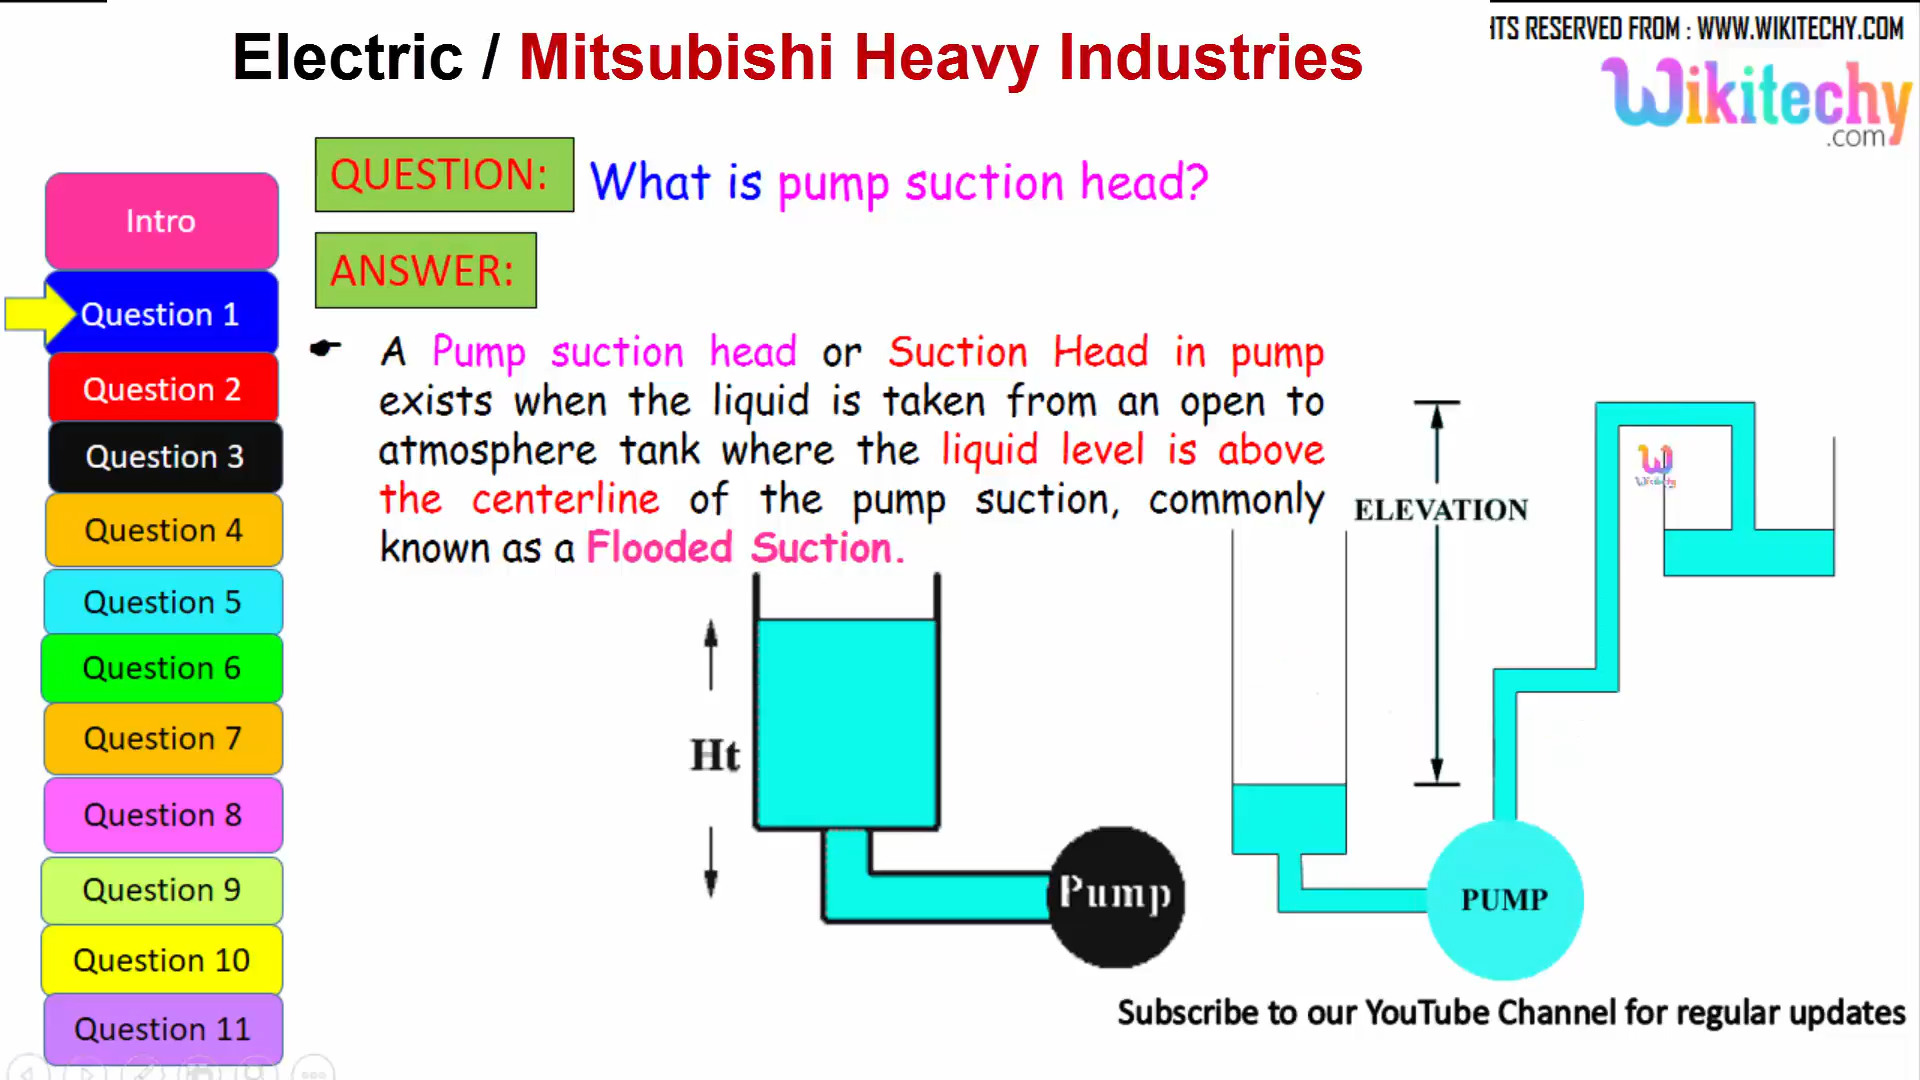 Electric / Mitsubishi Heavy Industries
HTS RESERVED FROM : WWW.WIKITECHY.COM
Wikitechy
.com
QUESTION: What is pump suction head?
ANSWER:
Intro
Question 1
Question 2
Question 3
Question 4
Question 5
Question 6
Question 7
Question 8
Question 9
Question 10
Question 11
A Pump suction head or Suction Head in pump
exists when the liquid is taken from an open to
atmosphere tank where the liquid level is above
the centerline of the pump suction, commonly
known as a Flooded Suction.
Ht
Pump
ELEVATION
Wikitechy
PUMP
Subscribe to our YouTube Channel for regular updates